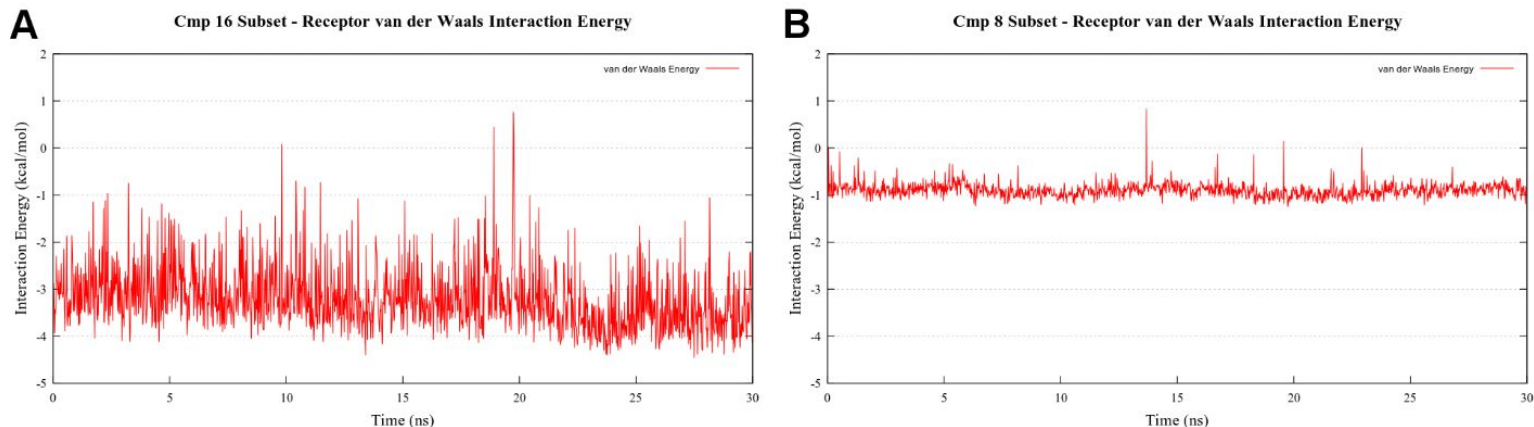 A
Cmp 16 Subset - Receptor van der Waals Interaction Energy
van der Waals Energy
Interaction Energy (kcal/mol)
2
1
0
-1
-2
-3
-4
-5
0 5 10 15 20 25 30
Time (ns)
B
Cmp 8 Subset - Receptor van der Waals Interaction Energy
van der Waals Energy
Interaction Energy (kcal/mol)
2
1
0
-1
-2
-3
-4
-5
0 5 10 15 20 25 30
Time (ns)